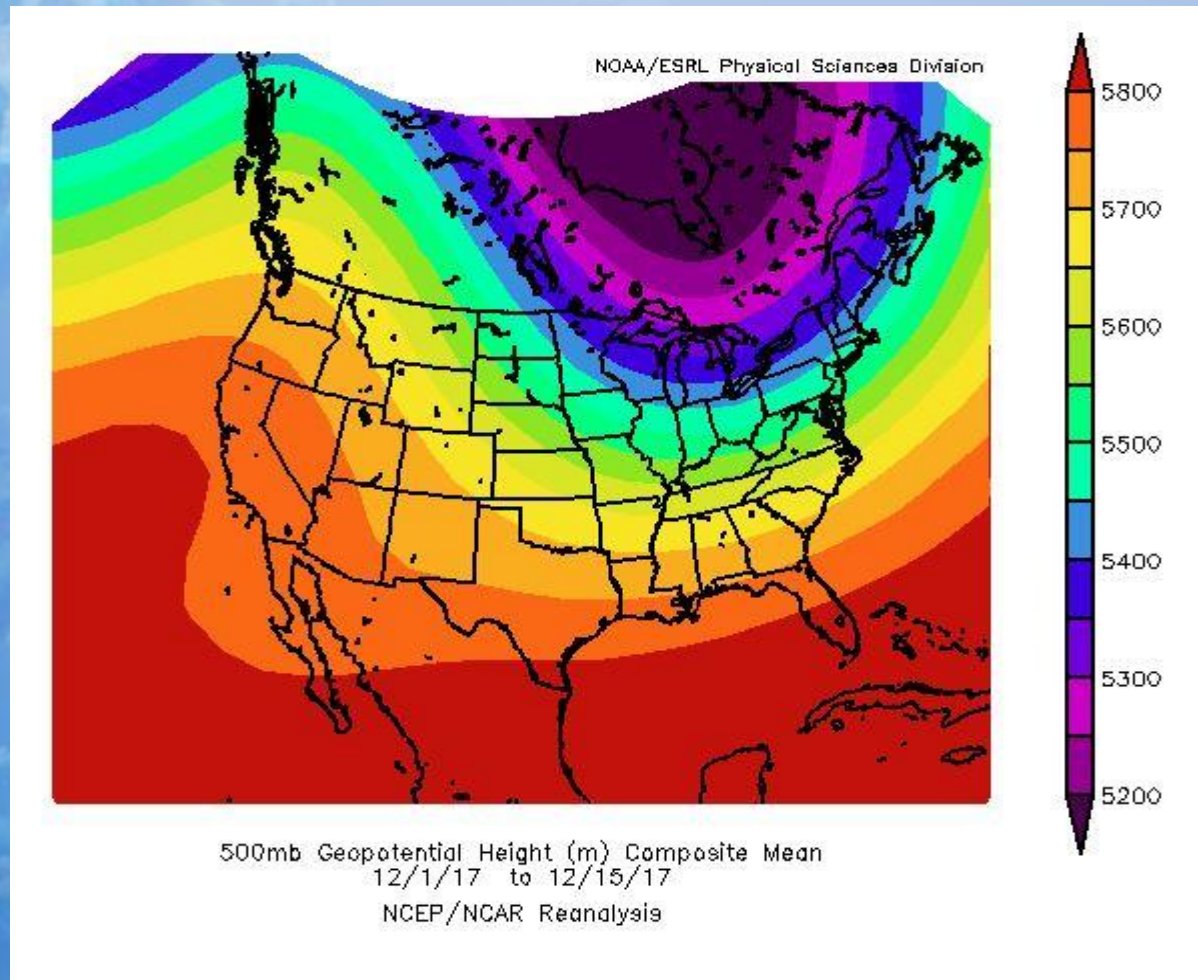 NOAA/ESRL Physical Sciences Division
5800
5700
5600
5500
5400
5300
5200
500mb Geopotential Height (m) Composite Mean
12/1/17 to 12/15/17
NCEP/NCAR Reanalysis